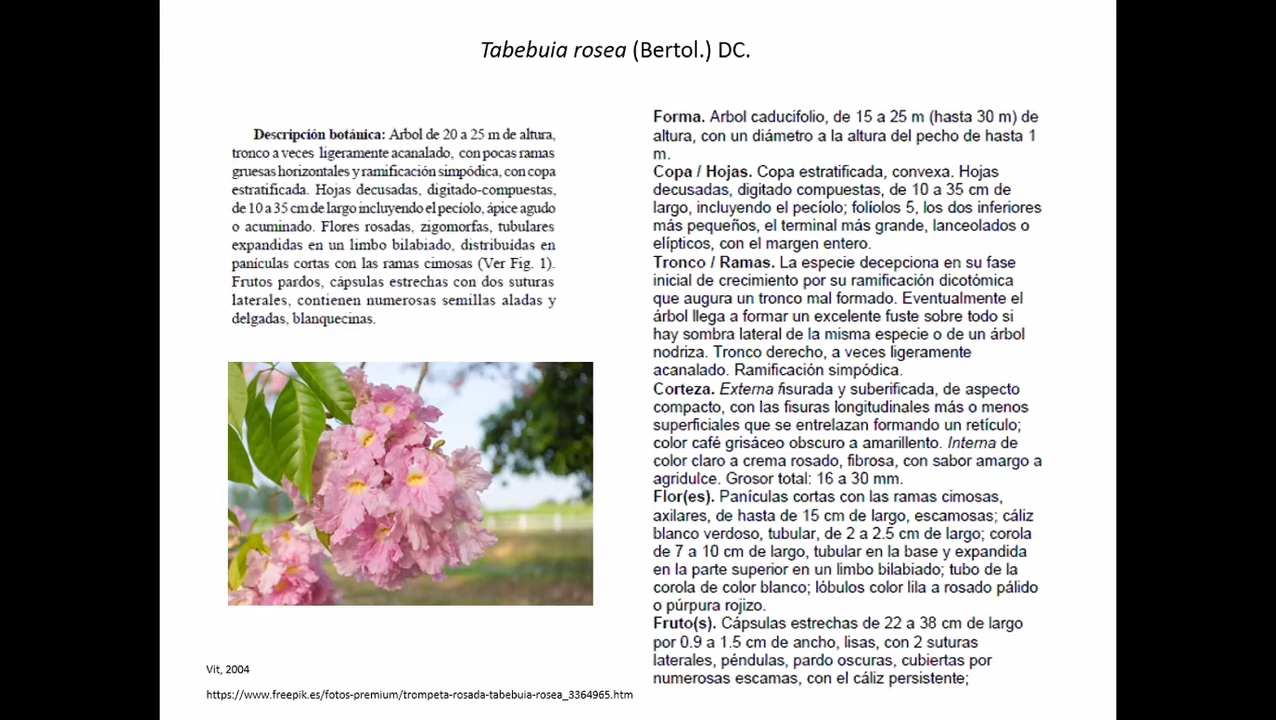 Tabebuia rosea (Bertol.) DC.
Descripción botánica: Arbol de 20 a 25 m de altura,
tronco a veces ligeramente acanalado, con pocas ramas
gruesas horizontales y ramificación simpódica, con copa
estratificada. Hojas decusadas, digitado-compuestas,
de 10 a 35 cm de largo incluyendo el pecíolo, ápice agudo
o acuminado. Flores rosadas, zigomorfas, tubulares
expandidas en un limbo bilabiado, distribuídas en
panículas cortas con las ramas cimosas (Ver Fig. 1).
Frutos pardos, cápsulas estrechas con dos suturas
laterales, contienen numerosas semillas aladas y
delgadas, blanquecinas.
Vit, 2004
https://www.freepik.es/fotos-premium/trompeta-rosada-tabebuia-rosea_3364965.htm
Forma. Arbol caducifolio, de 15 a 25 m (hasta 30 m) de
altura, con un diámetro a la altura del pecho de hasta 1
m.
Copa / Hojas. Copa estratificada, convexa. Hojas
decusadas, digitado compuestas, de 10 a 35 cm de
largo, incluyendo el pecíolo; folíolos 5, los dos inferiores
más pequeños, el terminal más grande, lanceolados o
elípticos, con el margen entero.
Tronco / Ramas. La especie decepciona en su fase
inicial de crecimiento por su ramificación dicotómica
que augura un tronco mal formado. Eventualmente el
árbol llega a formar un excelente fuste sobre todo si
hay sombra lateral de la misma especie o de un árbol
nodriza. Tronco derecho, a veces ligeramente
acanalado. Ramificación simpódica.
Corteza. Externa fisurada y suberificada, de aspecto
compacto, con las fisuras longitudinales más o menos
superficiales que se entrelazan formando un retículo;
color café grisáceo obscuro a amarillento. Interna de
color claro a crema rosado, fibrosa, con sabor amargo a
agridulce. Grosor total: 16 a 30 mm.
Flor(es). Panículas cortas con las ramas cimosas,
axilares, de hasta de 15 cm de largo, escamosas; cáliz
blanco verdoso, tubular, de 2 a 2.5 cm de largo; corola
de 7 a 10 cm de largo, tubular en la base y expandida
en la parte superior en un limbo bilabiado; tubo de la
corola de color blanco; lóbulos color lila a rosado pálido
o púrpura rojizo.
Fruto(s). Cápsulas estrechas de 22 a 38 cm de largo
por 0.9 a 1.5 cm de ancho, lisas, con 2 suturas
laterales, péndulas, pardo oscuras, cubiertas por
numerosas escamas, con el cáliz persistente;